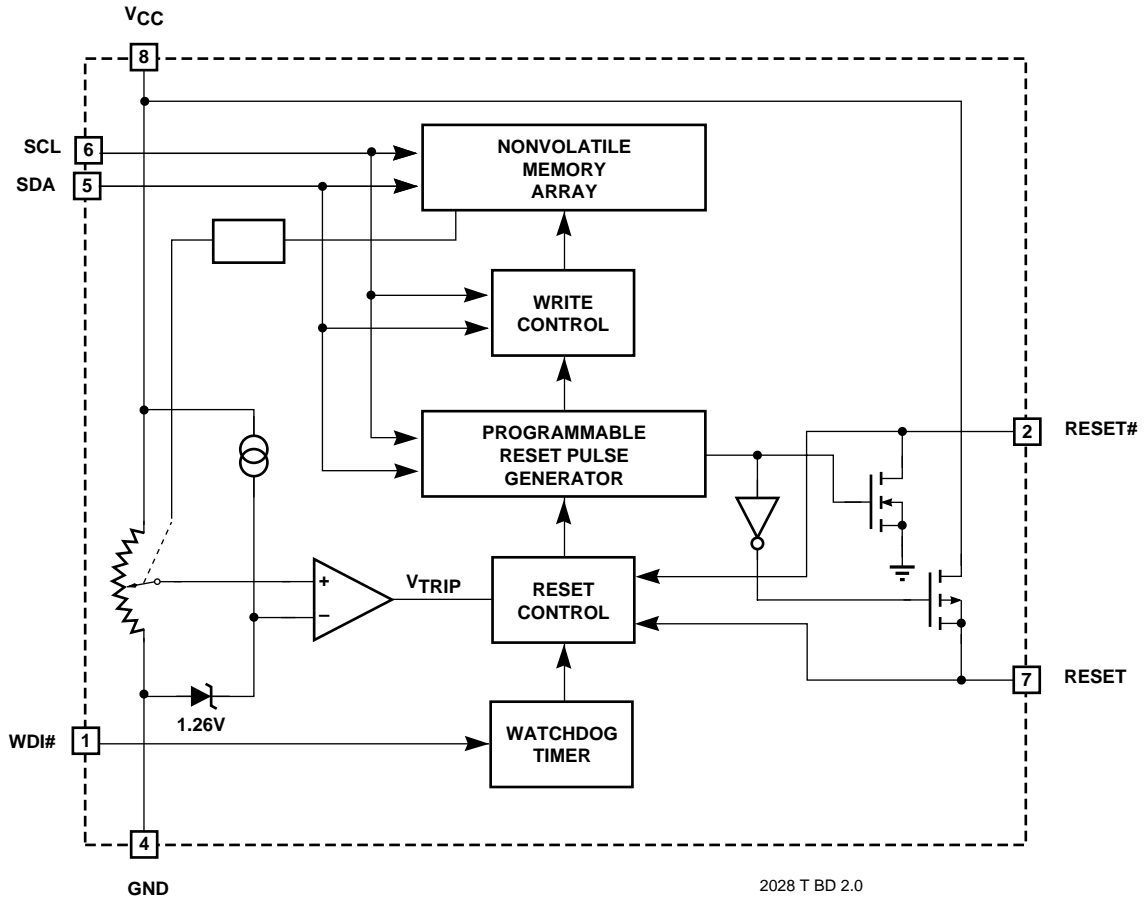 VCC
8
SCL
6
NONVOLATILE
MEMORY
ARRAY
SDA
5
WRITE
CONTROL
PROGRAMMABLE
RESET PULSE
GENERATOR
2
RESET#
+
−
VTRIP
RESET
CONTROL
7
RESET
1.26V
WDI#
1
WATCHDOG
TIMER
4
GND
2028 T BD 2.0